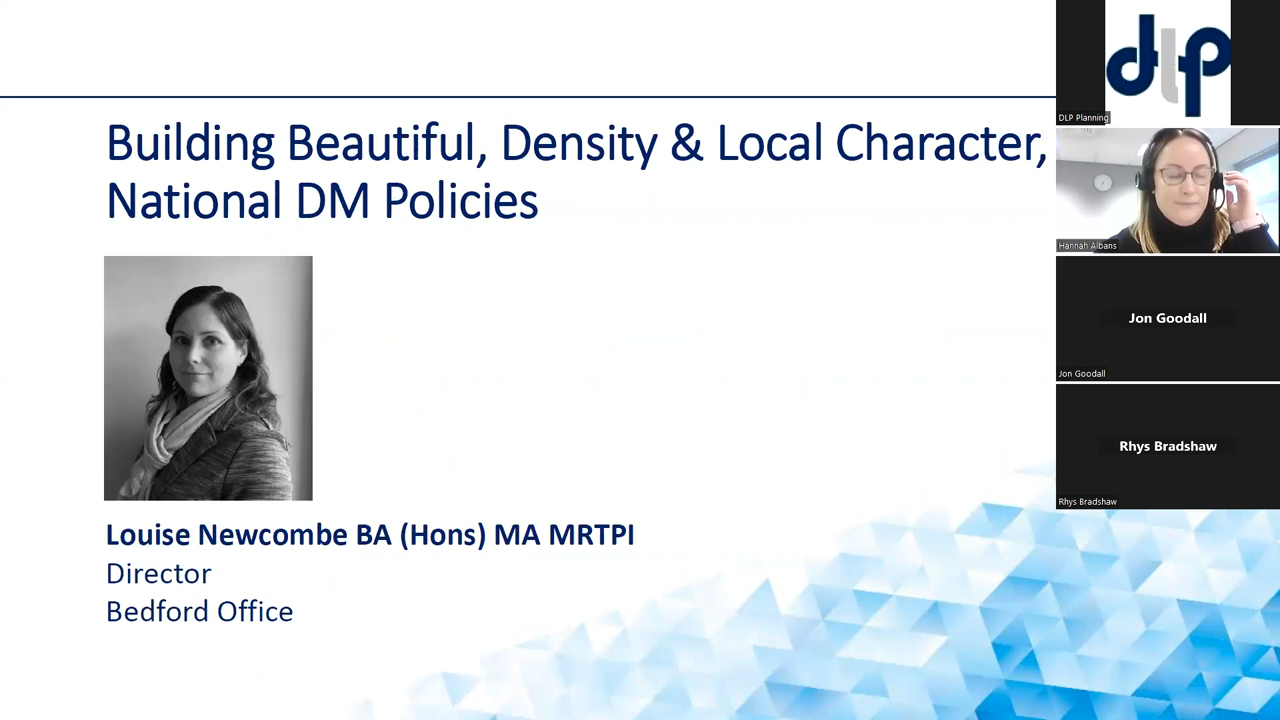 Building Beautiful, Density & Local Character,
National DM Policies
Louise Newcombe BA (Hons) MA MRTPI
Director
Bedford Office
dlp
DLP Planning
Hannah Albans
Jon Goodall
Jon Goodall
Rhys Bradshaw
Rhys Bradshaw